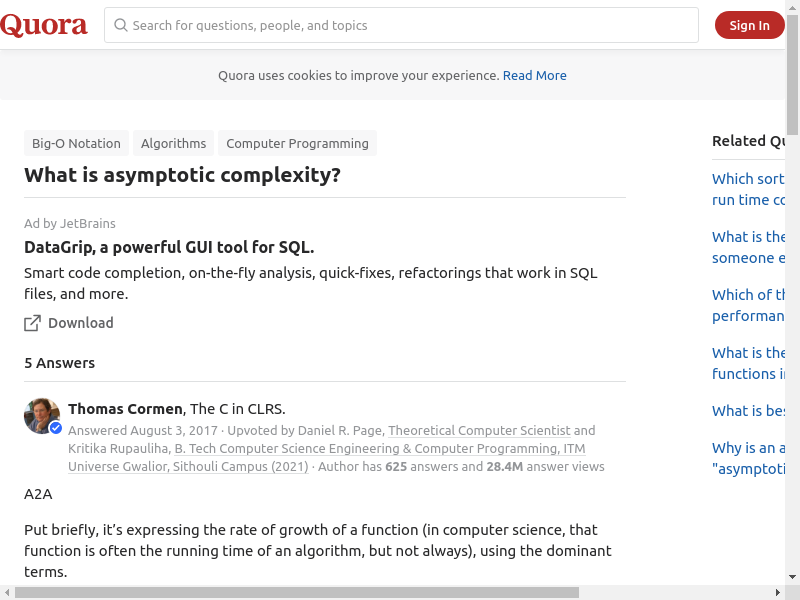 Quora
Search for questions, people, and topics
Sign In
Quora uses cookies to improve your experience. Read More
Big-O Notation
Algorithms
Computer Programming
What is asymptotic complexity?
Ad by JetBrains
DataGrip, a powerful GUI tool for SQL.
Smart code completion, on-the-fly analysis, quick-fixes, refactorings that work in SQL
files, and more.
Download
5 Answers
Thomas Cormen, The C in CLRS.
Answered August 3, 2017 · Upvoted by Daniel R. Page, Theoretical Computer Scientist and
Kritika Rupauliha, B. Tech Computer Science Engineering & Computer Programming, ITM
Universe Gwalior, Sithouli Campus (2021) · Author has 625 answers and 28.4M answer views
A2A
Put briefly, it’s expressing the rate of growth of a function (in computer science, that
function is often the running time of an algorithm, but not always), using the dominant
terms.
Related
Which sort
run time
What is the
someone
Which of
What is the
functions
What is
Why is an